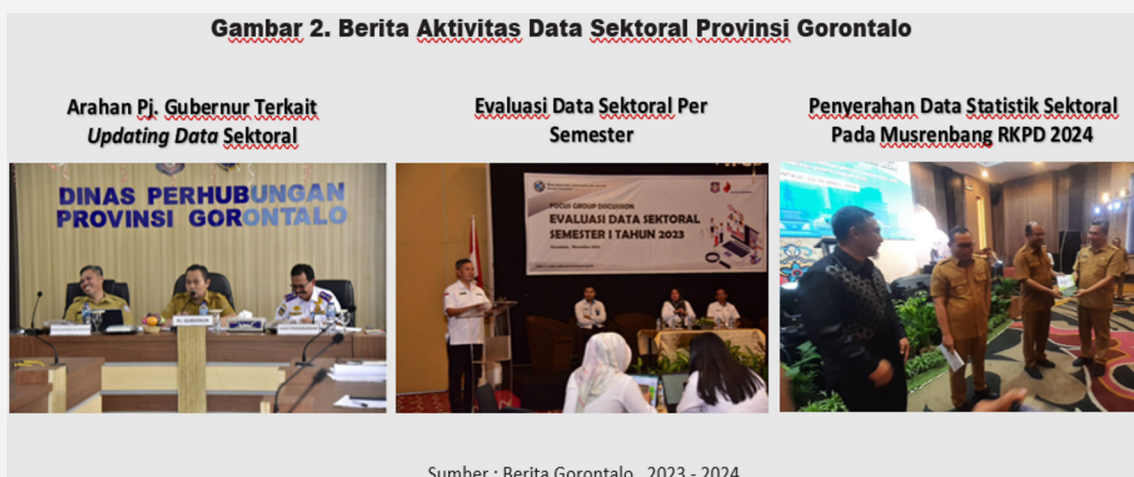 Gambar 2. Berita Aktivitas Data Sektoral Provinsi Gorontalo
Arahan Pj. Gubernur Terkait
Updating Data Sektoral
Evaluasi Data Sektoral Per
Semester
Penyerahan Data Statistik Sektoral
Pada Musrenbang RKPD 2024
DINAS PERHUBUNGAN
PROVINSI GORONTALO
PJ. GUBERNUR
FOCUS GROUP DISCUSSION
EVALUASI DATA SEKTORAL
SEMESTER I TAHUN 2023
Sumber : Berita Gorontalo, 2023 - 2024